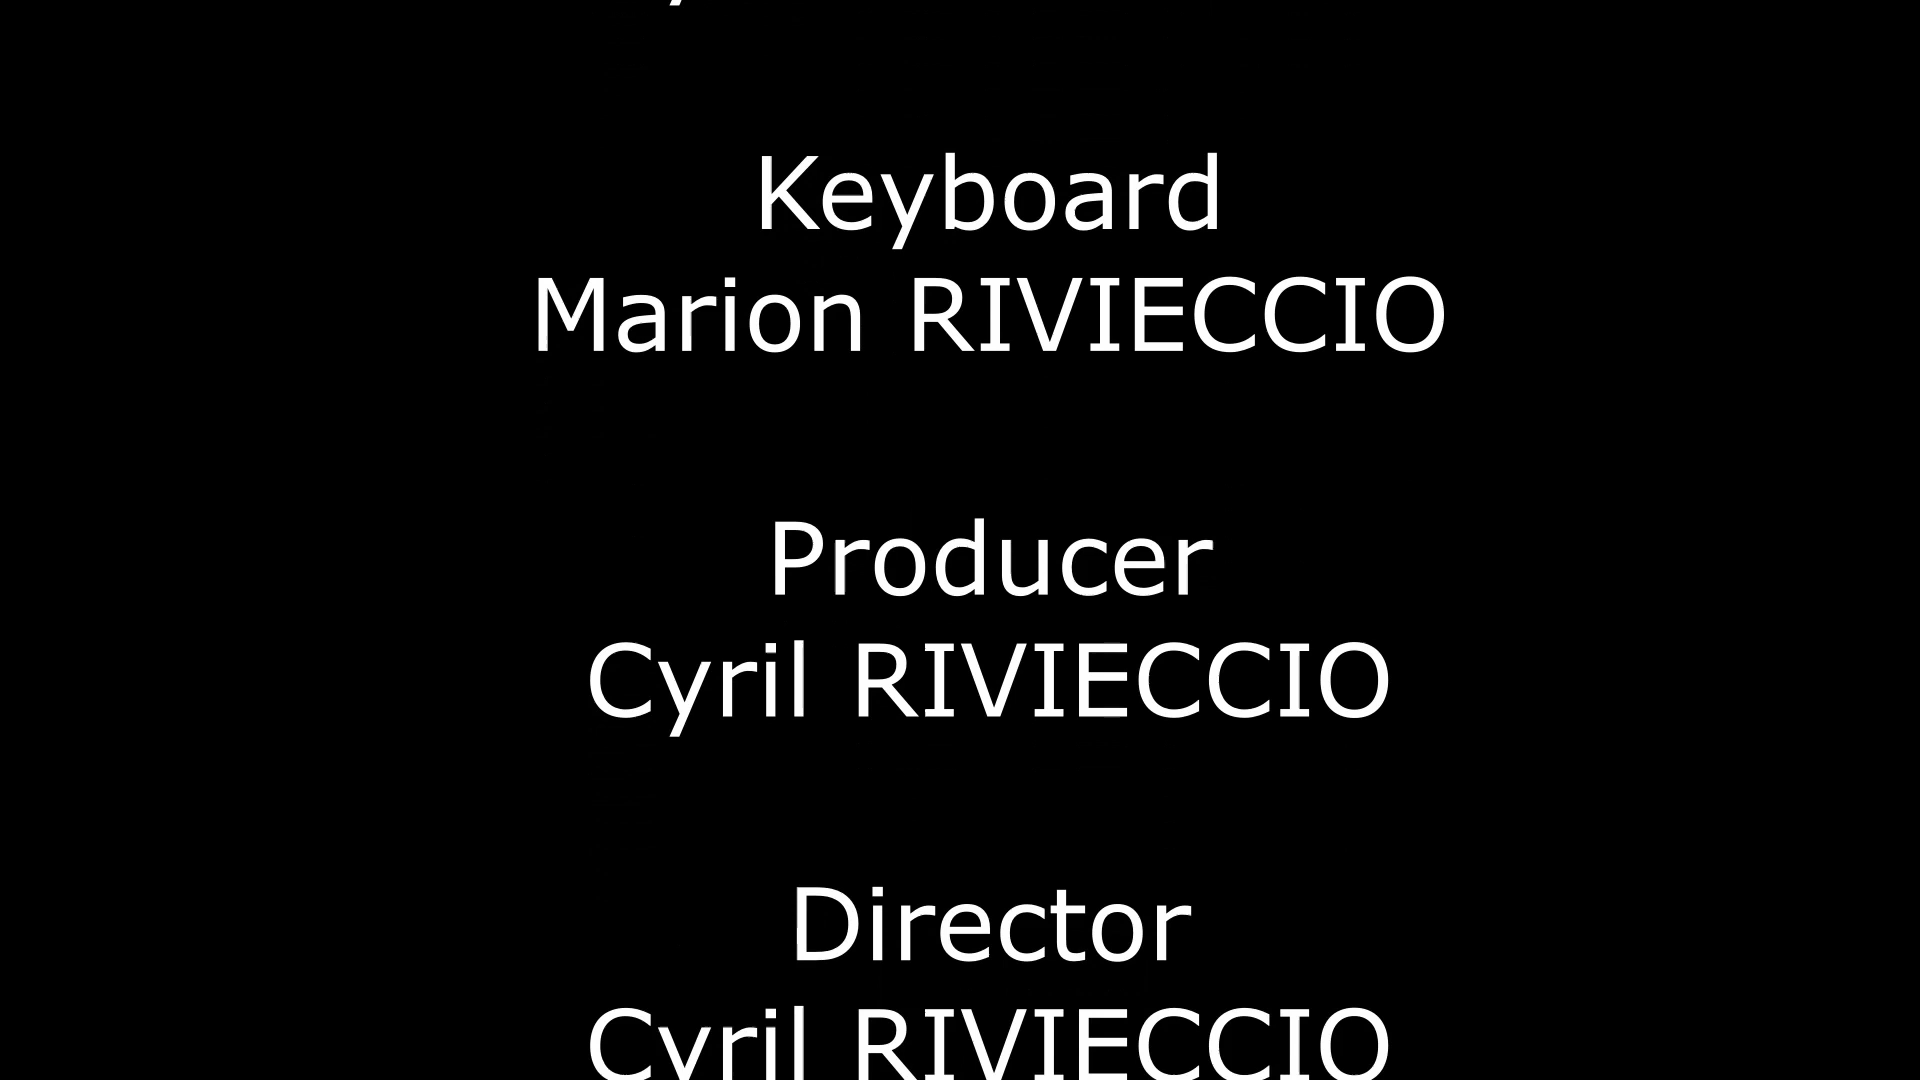 Keyboard
Marion RIVIECCIO
Producer
Cyril RIVIECCIO
Director
Cyril RIVIECCIO